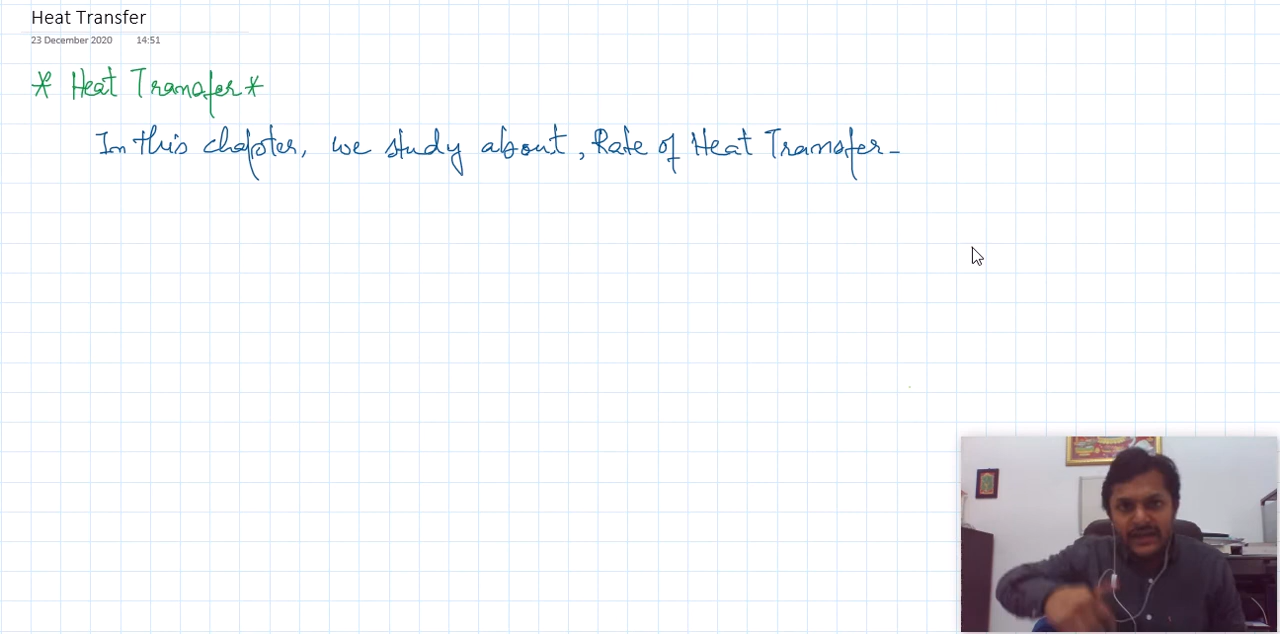 Heat Transfer
23 December 2020 14:51
* Heat Transfer *
In this chapter, we study about, Rate of Heat Transfer -